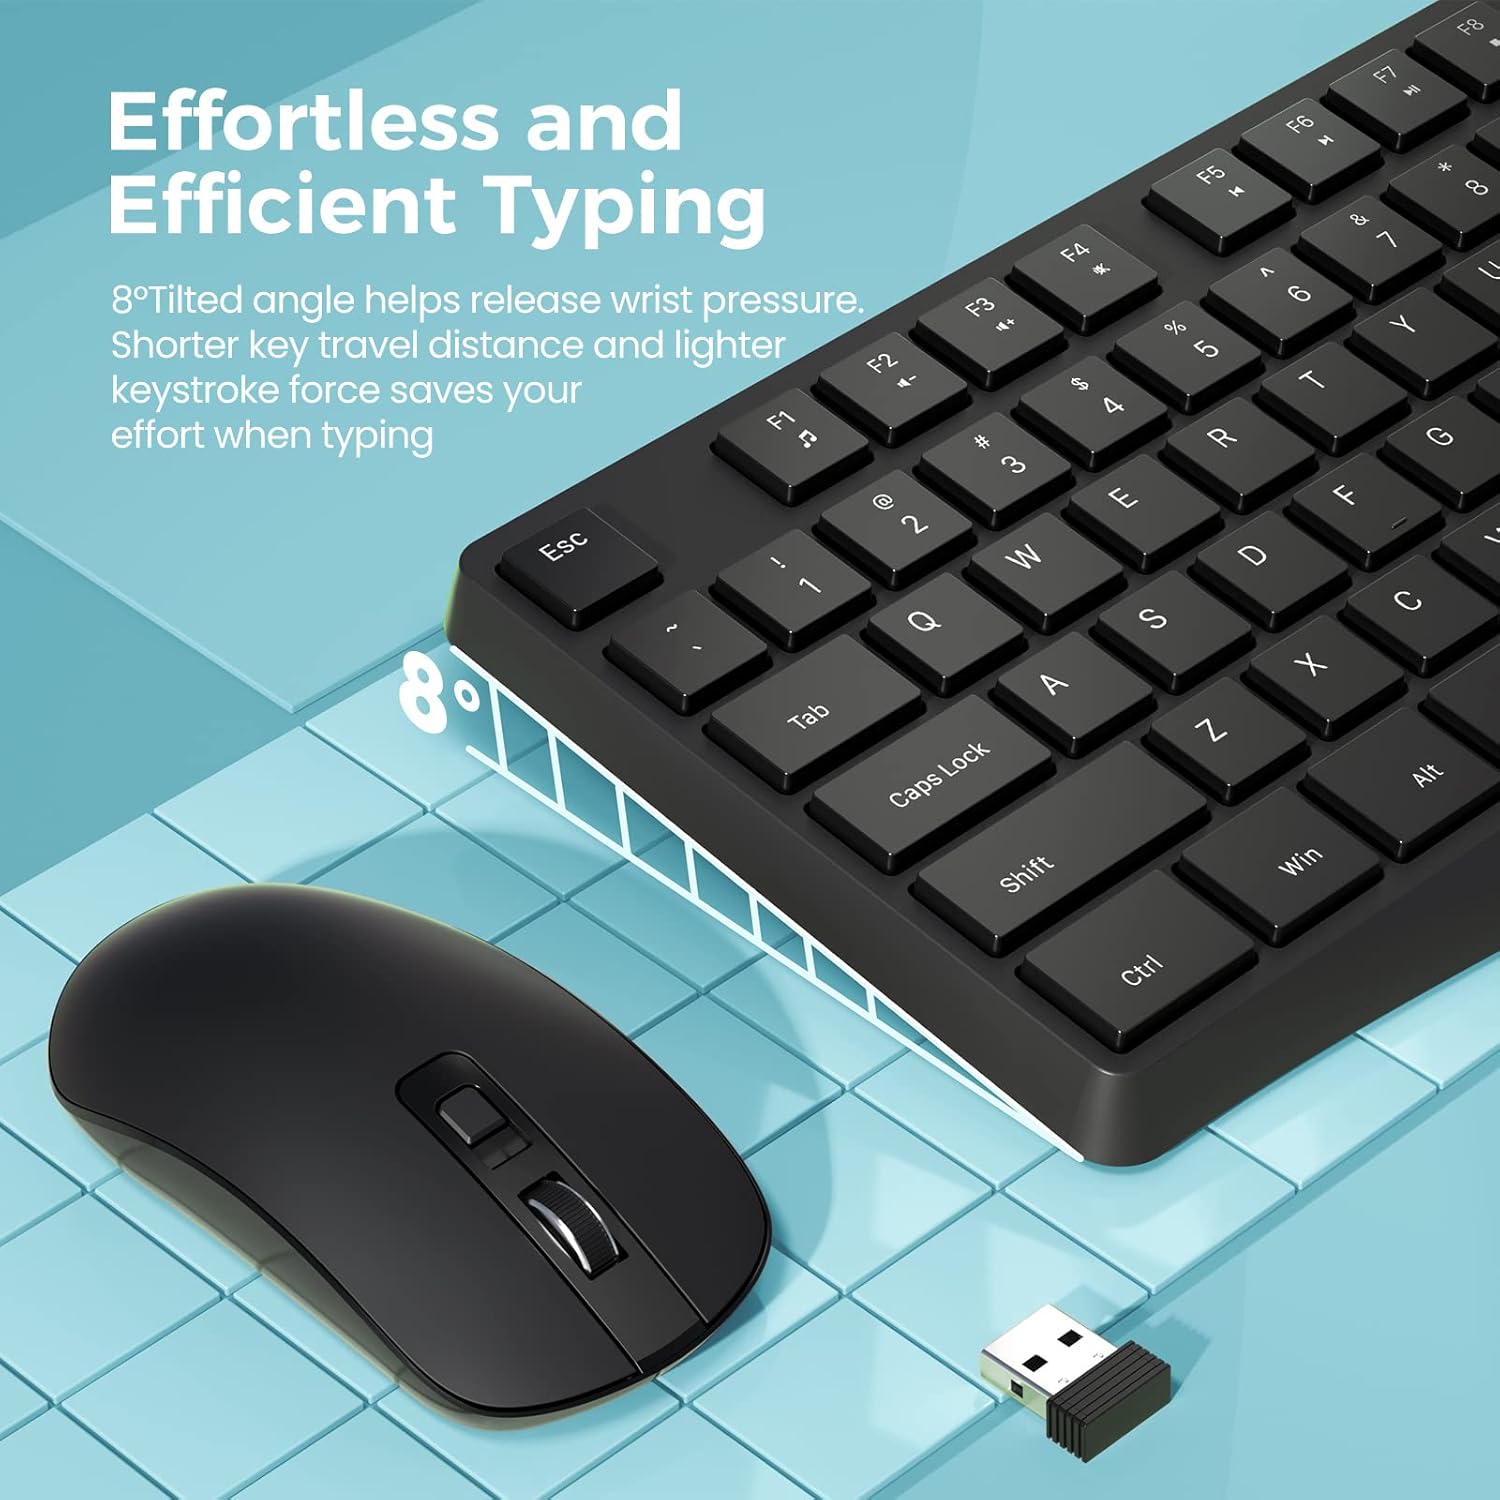 Effortless and
Efficient Typing
8°Tilted angle helps release wrist pressure.
Shorter key travel distance and lighter
keystroke force saves your
effort when typing
8°
Esc
F1
F2
F3
F4
F5
F6
F7
F8
~ `
! 1
@ 2
# 3
$ 4
% 5
^ 6
& 7
* 8
Tab
Q
W
E
R
T
Y
U
Caps Lock
A
S
D
F
G
Shift
Z
X
C
Ctrl
Win
Alt